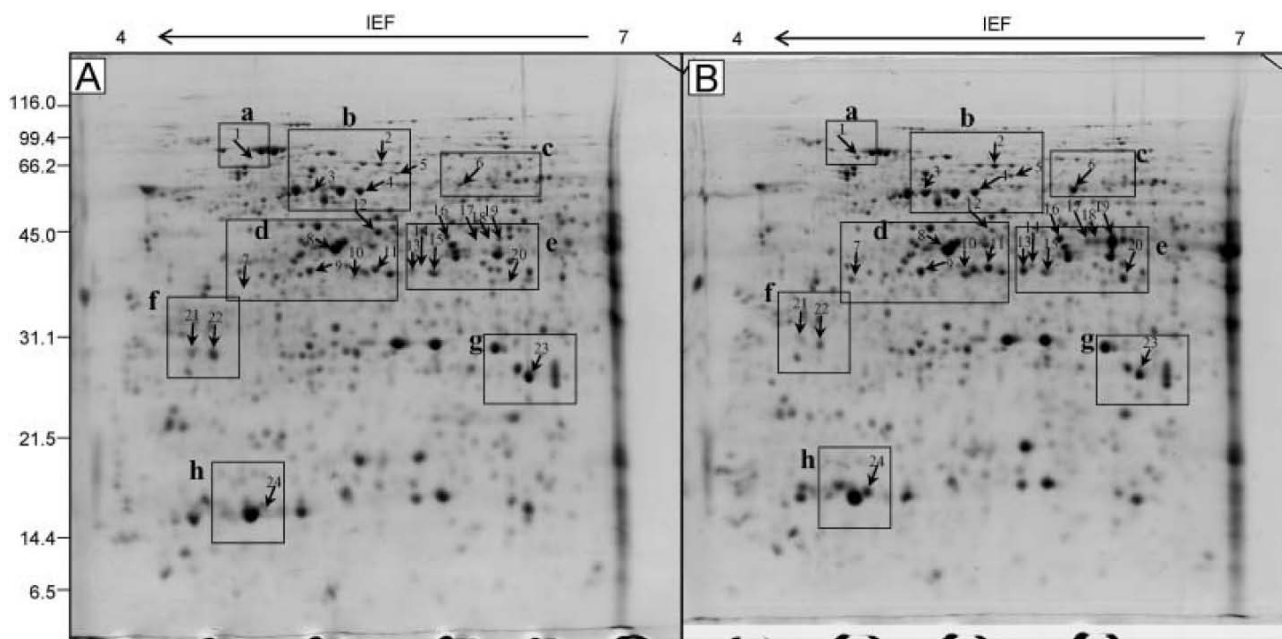 IEF IEF
4 7 4 7
A B
116.0
99.4
66.2
45.0
31.1
21.5
14.4
6.5
a b c
1 2 3 4 5 6
d e
7 8 9 10 11 12 13 14 15 16 17 18 19 20
f g
21 22 23
h
24
a b c
1 2 3 4 5 6
d e
7 8 9 10 11 12 13 14 15 16 17 18 19 20
f g
21 22 23
h
24